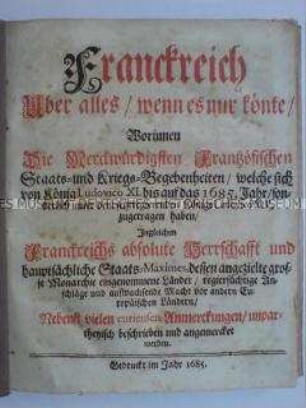 Franckreich
Uber alles / wenn es nur könte /
Worinnen
Die Merckwürdigsten Frantzösischen
Staats- und Kriegs-Begebenheiten / welche sich
von König Ludovico XI. bis auf das 1685. Jahr / son-
zugetragen haben /
Ingleichen
Franckreichs absolute Herrschafft und
hauptsächliche Staats-Maximes, dessen angezielte gros-
se Monarchie eingenommene Länder / regiersüchtige An-
schläge und aufwachsende Macht vor andern Eu-
ropäischen Ländern /
Nebenst vielen curieusen Anmerckungen / unpar-
theyisch beschrieben und angemercket
worden.
Gedruckt im Jahr 1685.